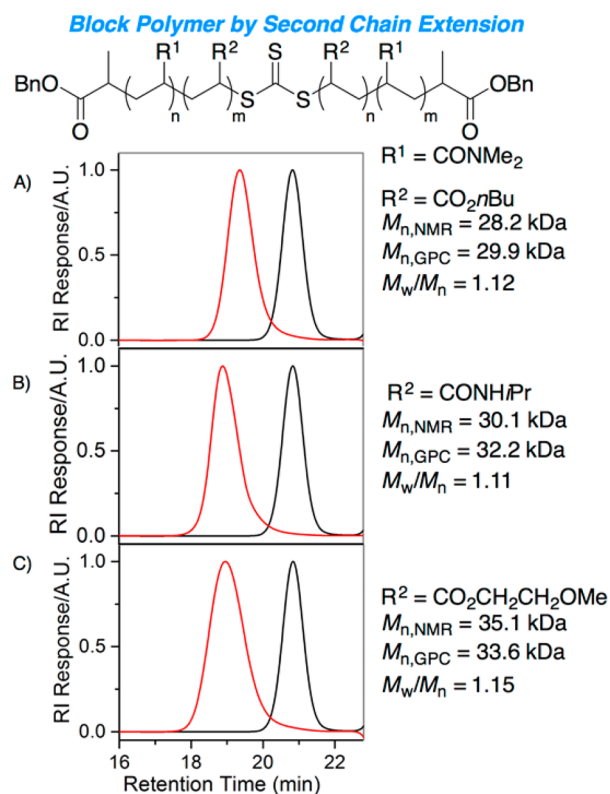 Block Polymer by Second Chain Extension
R¹ R² S R² R¹
BnO n m S S n m OBn
O O
R¹ = CONMe₂
A)
R² = CO₂nBu
Mn,NMR = 28.2 kDa
Mn,GPC = 29.9 kDa
Mw/Mn = 1.12
RI Response/A.U.
1.0
0.5
0.0
B)
R² = CONHiPr
Mn,NMR = 30.1 kDa
Mn,GPC = 32.2 kDa
Mw/Mn = 1.11
RI Response/A.U.
1.0
0.5
0.0
C)
R² = CO₂CH₂CH₂OMe
Mn,NMR = 35.1 kDa
Mn,GPC = 33.6 kDa
Mw/Mn = 1.15
RI Response/A.U.
1.0
0.5
0.0
16 18 20 22
Retention Time (min)